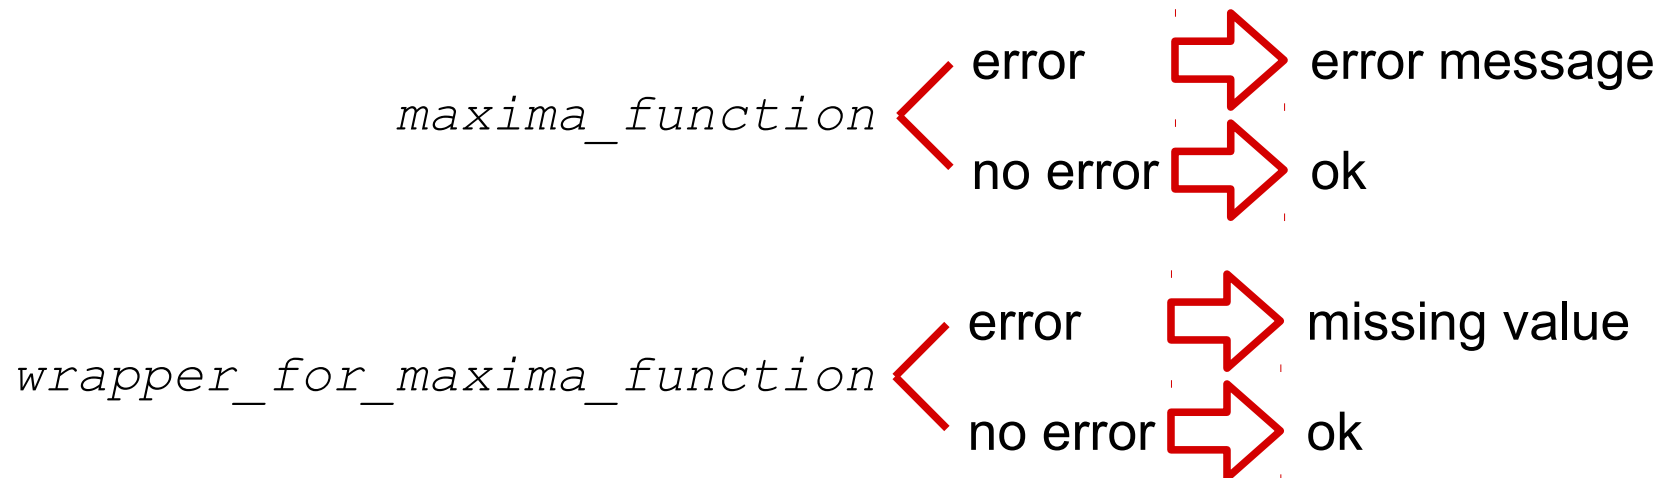 error error message
maxima_function
no error ok
error missing value
wrapper_for_maxima_function
no error ok